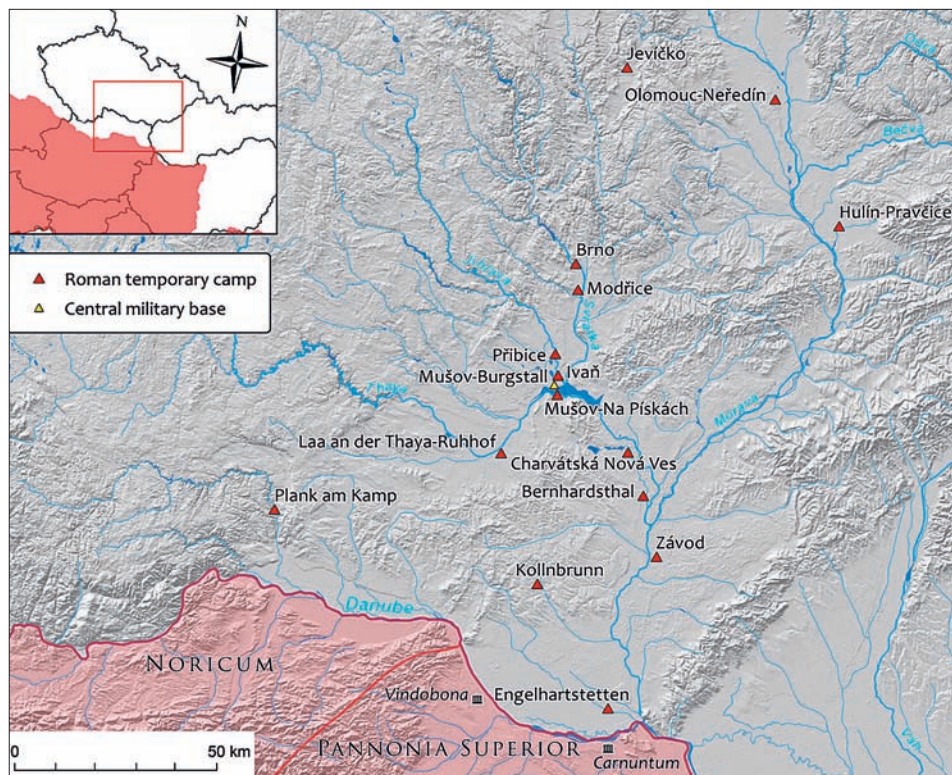 N
Jevíčko
Olomouc-Neředín
Odra
Bečva
Hulín-Pravčice
Roman temporary camp
Central military base
Brno
Jihlava
Modřice
Svratka
Přibice
Ivaň
Mušov-Burgstall
Thaya
Mušov-Na Pískách
Morava
Laa an der Thaya-Ruhhof
Charvátská Nová Ves
Bernhardsthal
Plank am Kamp
Závod
Kollnbrunn
Danube
NORICUM
Vindobona
Engelhartstetten
0 50 km
PANNONIA SUPERIOR
Carnuntum
Váh